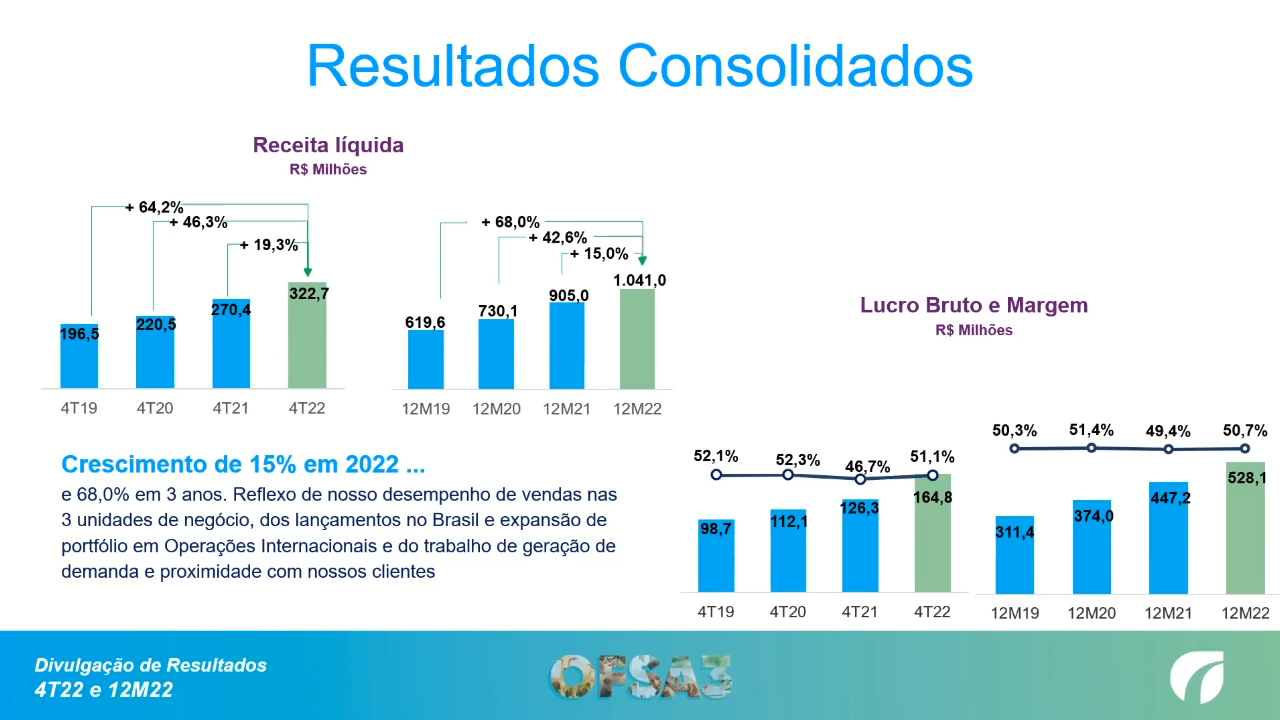 Resultados Consolidados
Receita líquida
R$ Milhões
+ 64,2%
+ 46,3%
+ 19,3%
196,5
220,5
270,4
322,7
4T19
4T20
4T21
4T22
+ 68,0%
+ 42,6%
+ 15,0%
619,6
730,1
905,0
1.041,0
12M19
12M20
12M21
12M22
Crescimento de 15% em 2022 ...
e 68,0% em 3 anos. Reflexo de nosso desempenho de vendas nas
3 unidades de negócio, dos lançamentos no Brasil e expansão de
portfólio em Operações Internacionais e do trabalho de geração de
demanda e proximidade com nossos clientes
Lucro Bruto e Margem
R$ Milhões
52,1%
52,3%
46,7%
51,1%
98,7
112,1
126,3
164,8
4T19
4T20
4T21
4T22
50,3%
51,4%
49,4%
50,7%
311,4
374,0
447,2
528,1
12M19
12M20
12M21
12M22
Divulgação de Resultados
4T22 e 12M22
OFSA3